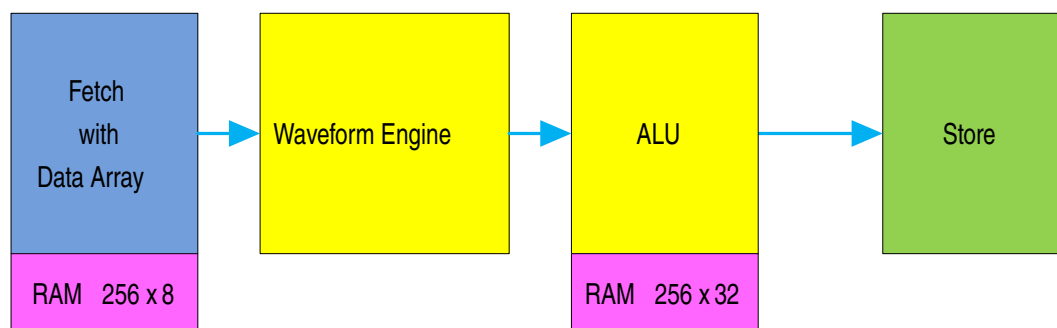 Fetch
with
Data Array
Waveform Engine
ALU
Store
RAM 256 x 8
RAM 256 x 32